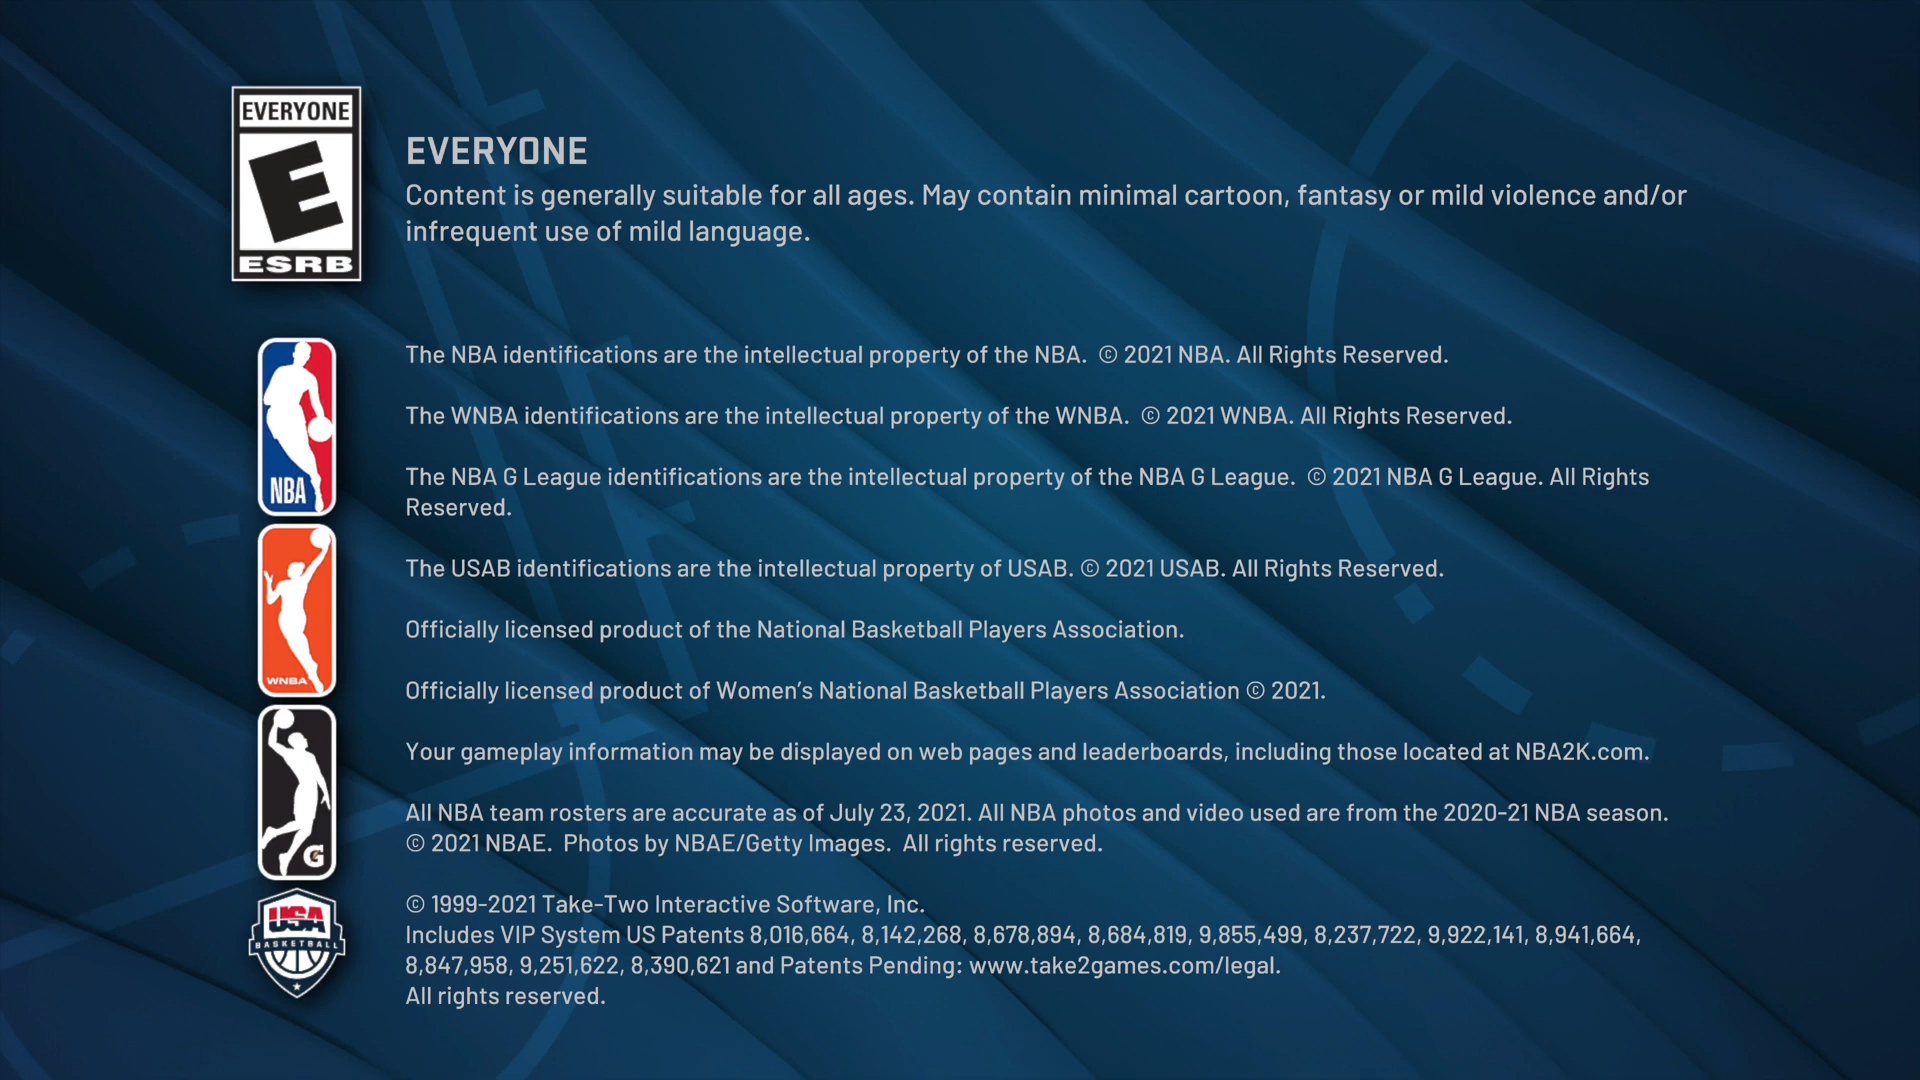 EVERYONE
E
ESRB
EVERYONE
Content is generally suitable for all ages. May contain minimal cartoon, fantasy or mild violence and/or
infrequent use of mild language.
NBA
The NBA identifications are the intellectual property of the NBA.  © 2021 NBA. All Rights Reserved.
The WNBA identifications are the intellectual property of the WNBA.  © 2021 WNBA. All Rights Reserved.
The NBA G League identifications are the intellectual property of the NBA G League.  © 2021 NBA G League. All Rights
Reserved.
WNBA
The USAB identifications are the intellectual property of USAB. © 2021 USAB. All Rights Reserved.
Officially licensed product of the National Basketball Players Association.
Officially licensed product of Women’s National Basketball Players Association © 2021.
G
Your gameplay information may be displayed on web pages and leaderboards, including those located at NBA2K.com.
All NBA team rosters are accurate as of July 23, 2021. All NBA photos and video used are from the 2020-21 NBA season.
© 2021 NBAE.  Photos by NBAE/Getty Images.  All rights reserved.
USA
BASKETBALL
© 1999-2021 Take-Two Interactive Software, Inc.
Includes VIP System US Patents 8,016,664, 8,142,268, 8,678,894, 8,684,819, 9,855,499, 8,237,722, 9,922,141, 8,941,664,
8,847,958, 9,251,622, 8,390,621 and Patents Pending: www.take2games.com/legal.
All rights reserved.